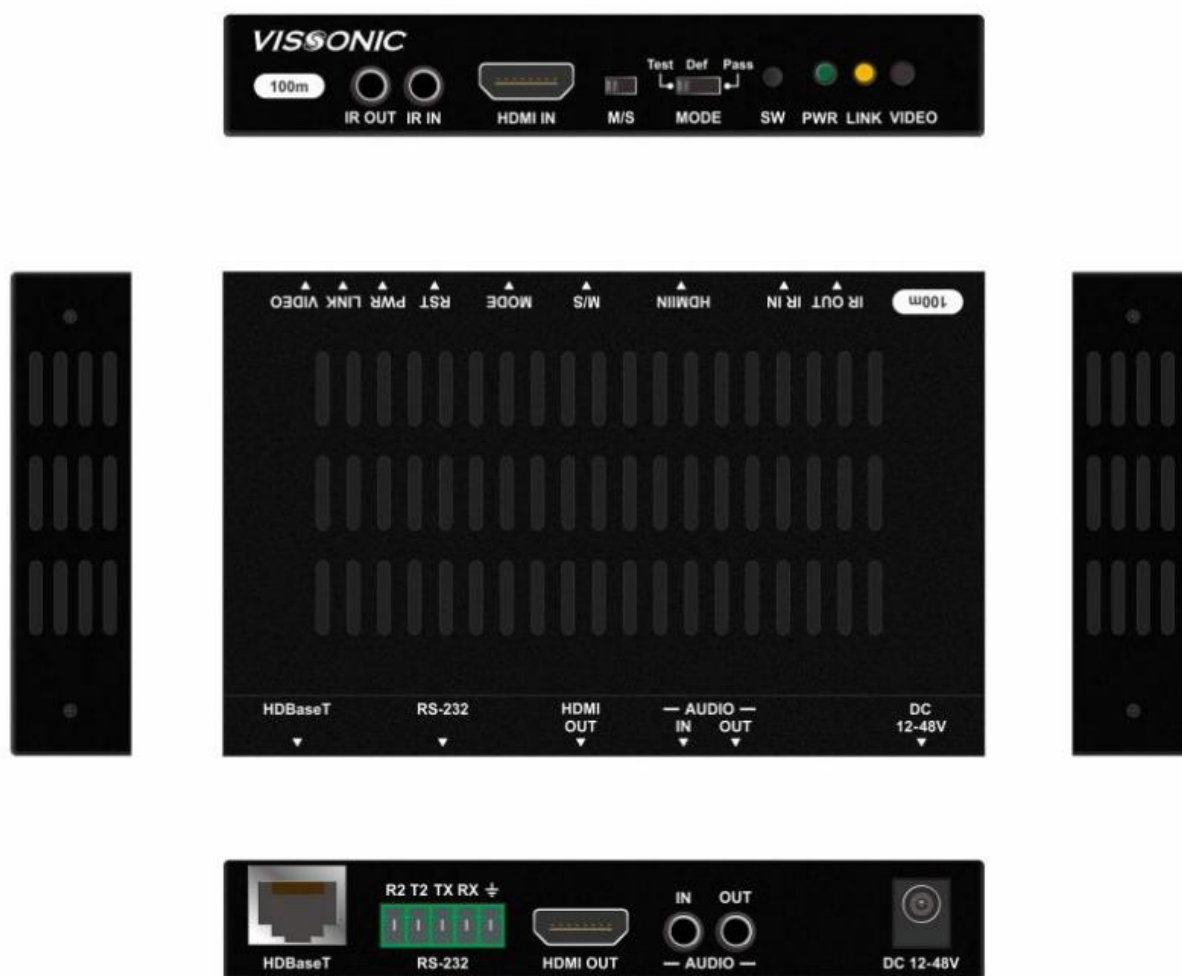 VISSONIC
Test Def Pass
100m
IR OUT IR IN HDMI IN M/S MODE SW PWR LINK VIDEO
VIDEO LINK PWR RST MODE M/S HDMIIN IR IN IR OUT 100m
HDBaseT RS-232 HDMI OUT — AUDIO — IN OUT DC 12-48V
R2 T2 TX RX IN OUT
HDBaseT RS-232 HDMI OUT — AUDIO — DC 12-48V